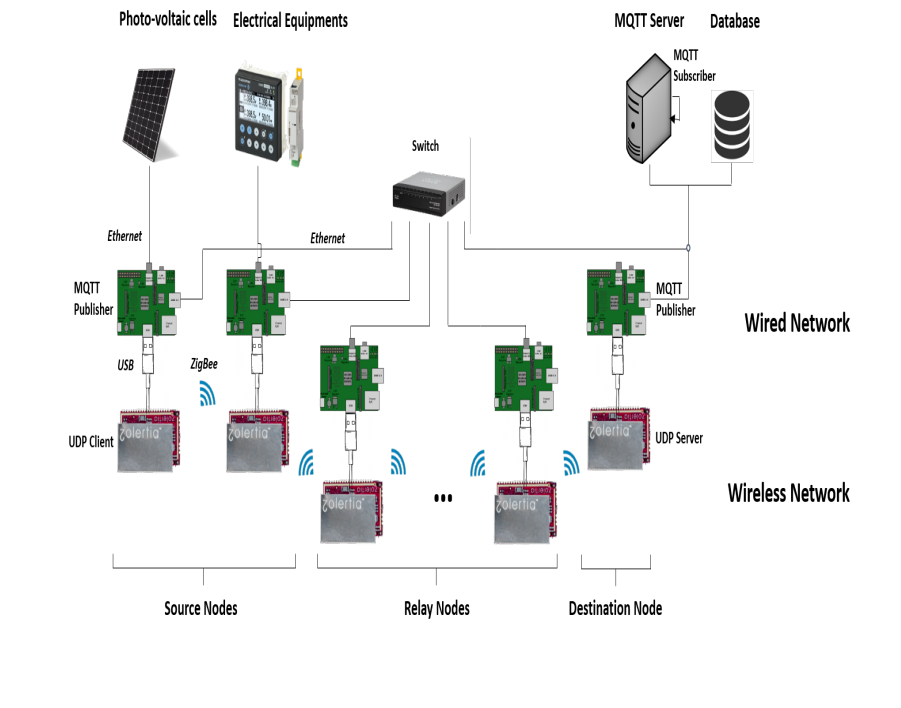 Photo-voltaic cells
Electrical Equipments
MQTT Server
Database
MQTT
Subscriber
Switch
Ethernet
Ethernet
MQTT
Publisher
MQTT
Publisher
Wired Network
USB
ZigBee
UDP Client
Zolertia
Zolertia
Zolertia
UDP Server
Wireless Network
Zolertia
...
Zolertia
Source Nodes
Relay Nodes
Destination Node